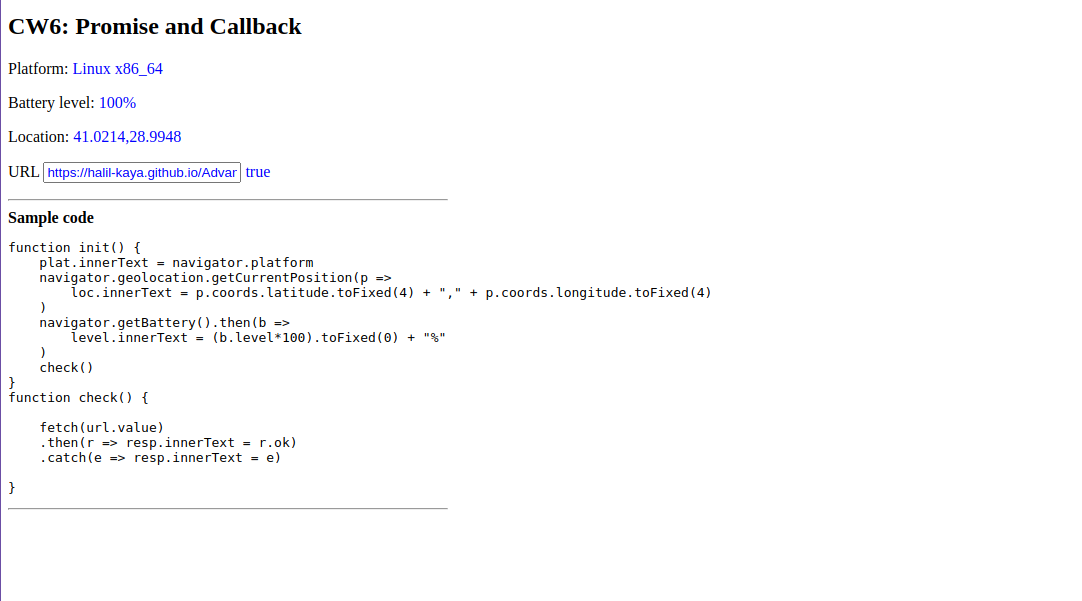 CW6: Promise and Callback
Platform: Linux x86_64
Battery level: 100%
Location: 41.0214,28.9948
URL https://halil-kaya.github.io/Advar true
Sample code
function init() {
    plat.innerText = navigator.platform
    navigator.geolocation.getCurrentPosition(p =>
        loc.innerText = p.coords.latitude.toFixed(4) + "," + p.coords.longitude.toFixed(4)
    )
    navigator.getBattery().then(b =>
        level.innerText = (b.level*100).toFixed(0) + "%"
    )
    check()
}
function check() {
    fetch(url.value)
    .then(r => resp.innerText = r.ok)
    .catch(e => resp.innerText = e)
}